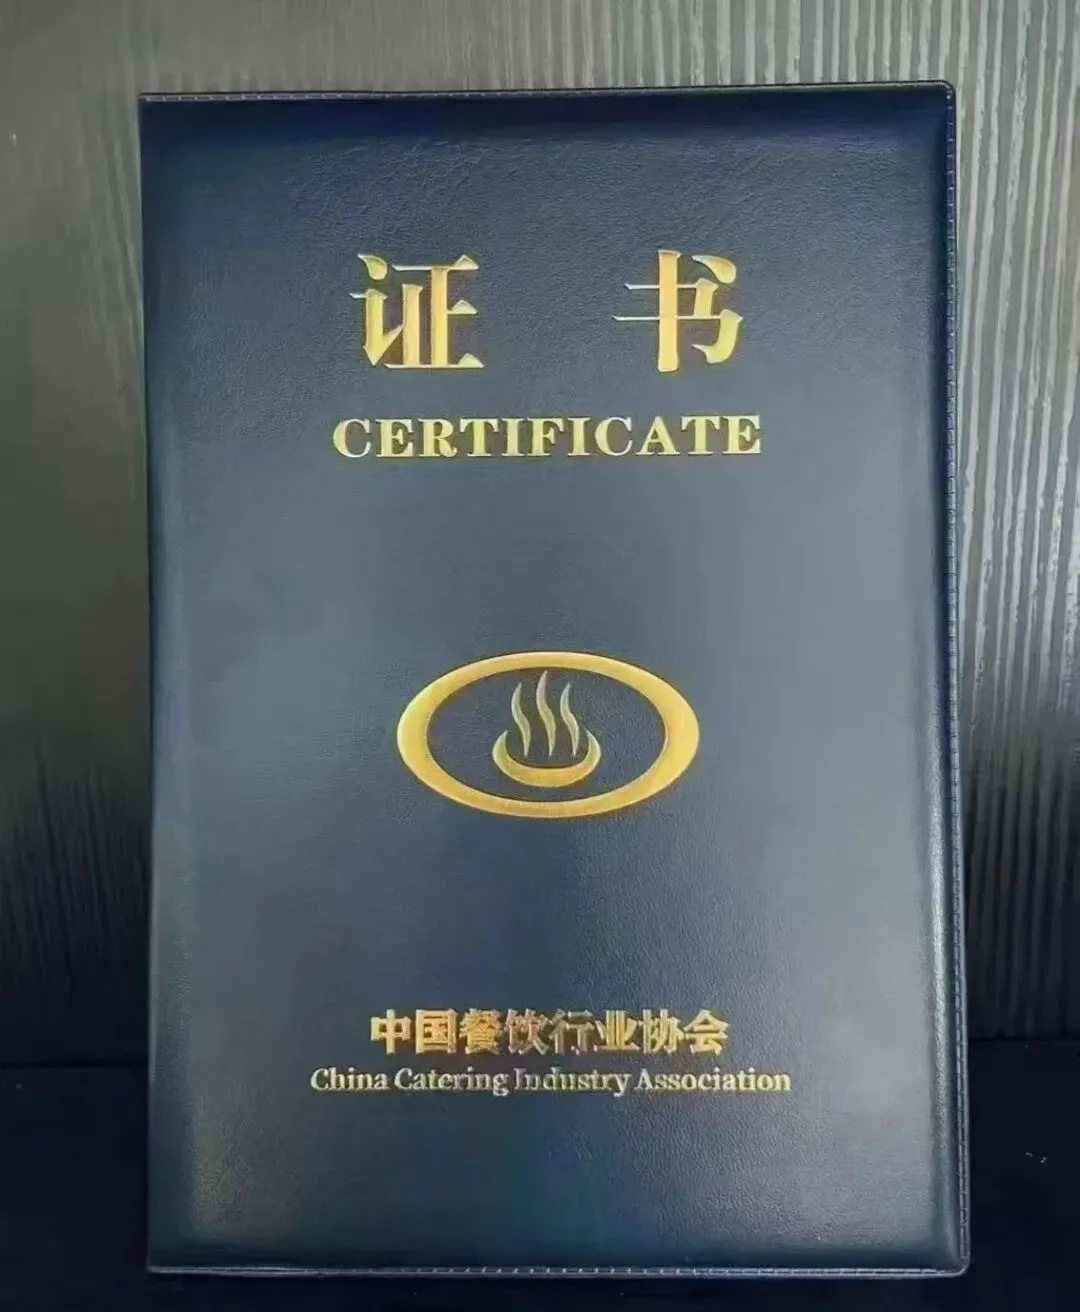 证书
CERTIFICATE
中国餐饮行业协会
China Catering Industry Association